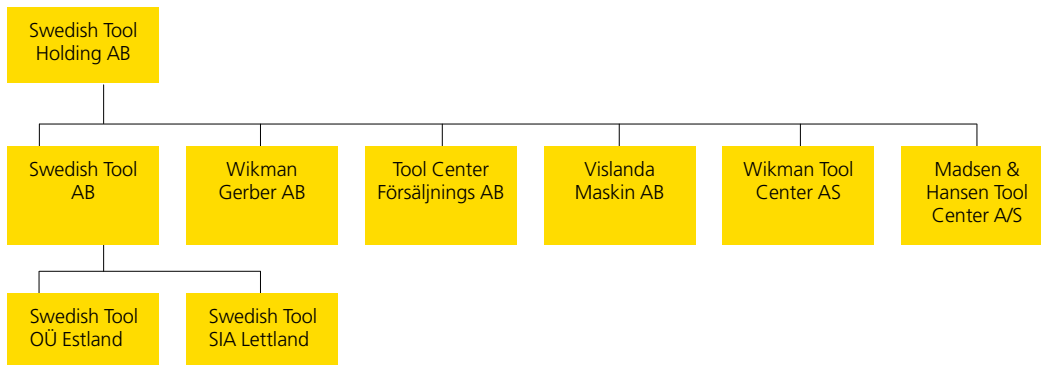 Swedish Tool
Holding AB
Swedish Tool
AB
Wikman
Gerber AB
Tool Center
Försäljnings AB
Vislanda
Maskin AB
Wikman Tool
Center AS
Madsen &
Hansen Tool
Center A/S
Swedish Tool
OÜ Estland
Swedish Tool
SIA Lettland